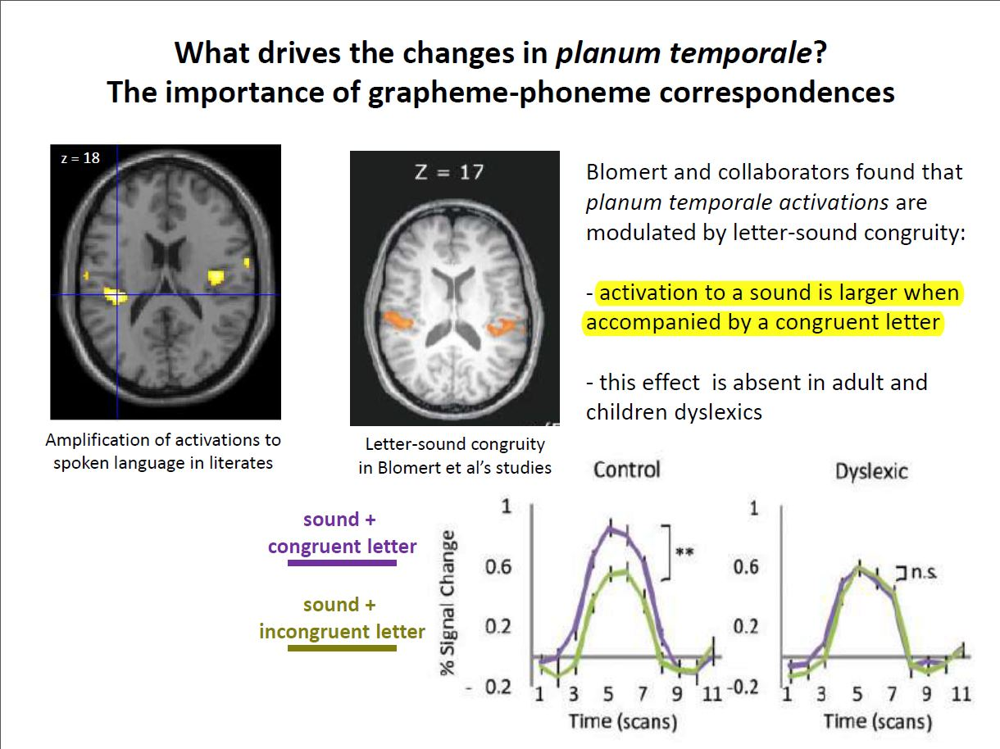 What drives the changes in planum temporale?
The importance of grapheme-phoneme correspondences
z = 18
Z = 17
Blomert and collaborators found that
planum temporale activations are
modulated by letter-sound congruity:
- activation to a sound is larger when
accompanied by a congruent letter
- this effect  is absent in adult and
children dyslexics
Amplification of activations to
spoken language in literates
Letter-sound congruity
in Blomert et al’s studies
sound +
congruent letter
sound +
incongruent letter
Control
% Signal Change
1
0.6
0.2
- 0.2
**
1 3 5 7 9 11
Time (scans)
Dyslexic
1
0.6
0.2
-0.2
n.s.
1 3 5 7 9 11
Time (scans)